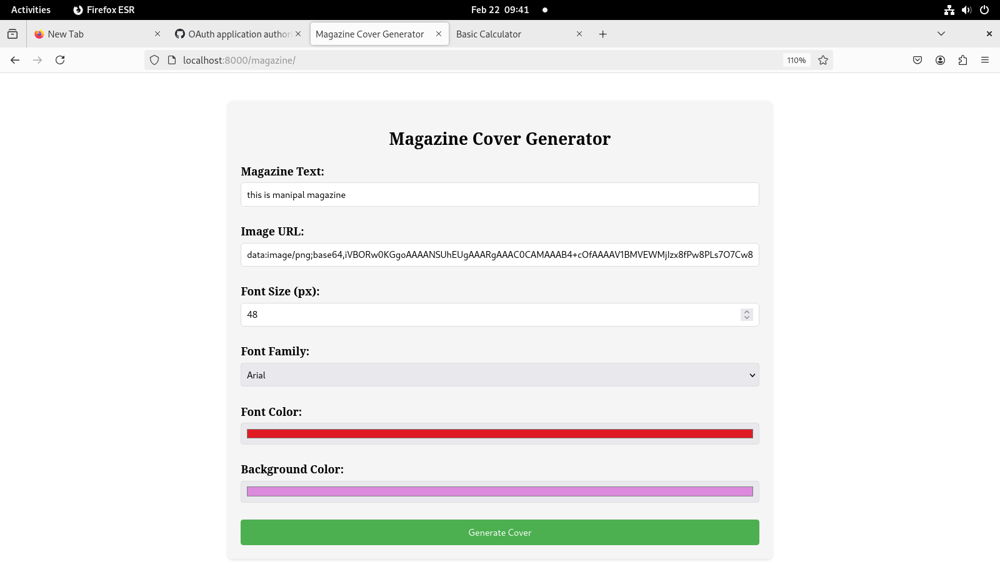 Activities Firefox ESR Feb 22 09:41
New Tab OAuth application authori Magazine Cover Generator Basic Calculator
localhost:8000/magazine/ 110%
Magazine Cover Generator
Magazine Text:
this is manipal magazine
Image URL:
data:image/png;base64,iVBORw0KGgoAAAANSUhEUgAAARgAAAC0CAMAAAB4+cOfAAAAV1BMVEWMjIzx8fPw8PLs7O7Cw8
Font Size (px):
48
Font Family:
Arial
Font Color:
Background Color:
Generate Cover